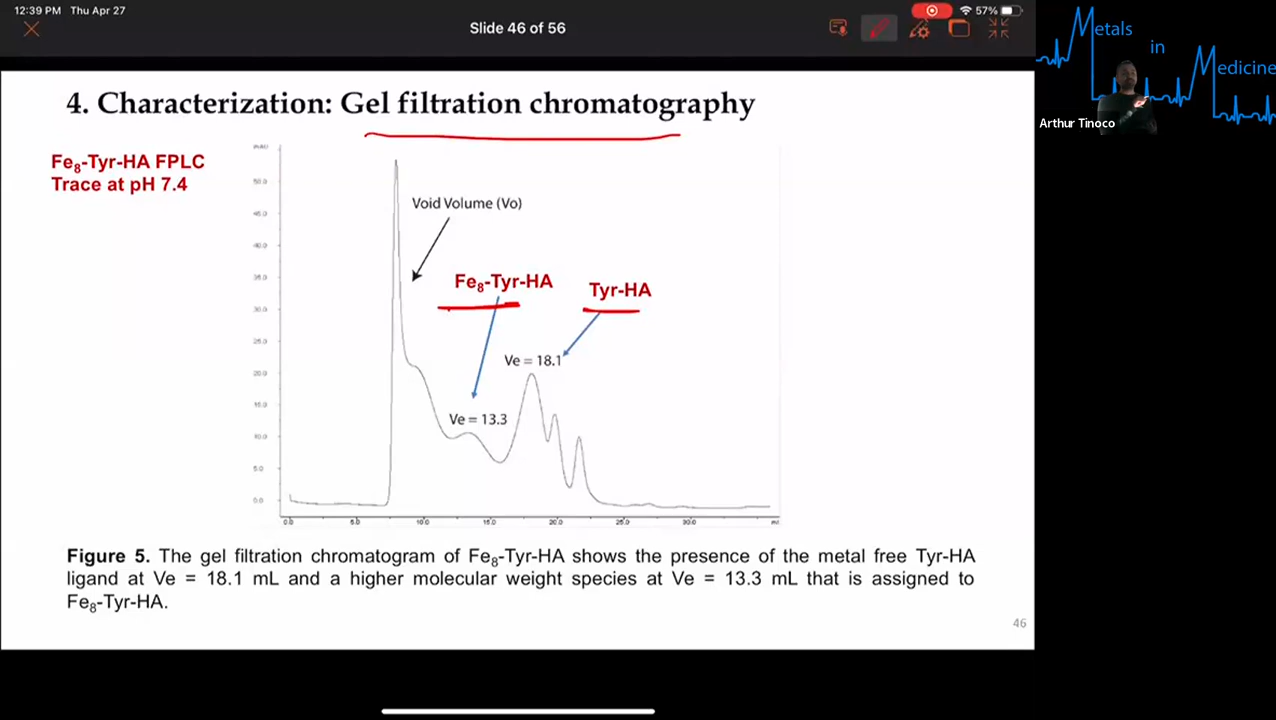 12:39 PM Thu Apr 27
57%
Slide 46 of 56
Metals
in
Medicine
Arthur Tinoco
4. Characterization: Gel filtration chromatography
Fe8-Tyr-HA FPLC
Trace at pH 7.4
mAU
50.0
45.0
40.0
35.0
30.0
25.0
20.0
15.0
10.0
5.0
0.0
Void Volume (Vo)
Fe8-Tyr-HA
Tyr-HA
Ve = 18.1
Ve = 13.3
0.0 5.0 10.0 15.0 20.0 25.0 30.0 ml
Figure 5. The gel filtration chromatogram of Fe8-Tyr-HA shows the presence of the metal free Tyr-HA
ligand at Ve = 18.1 mL and a higher molecular weight species at Ve = 13.3 mL that is assigned to
Fe8-Tyr-HA.
46